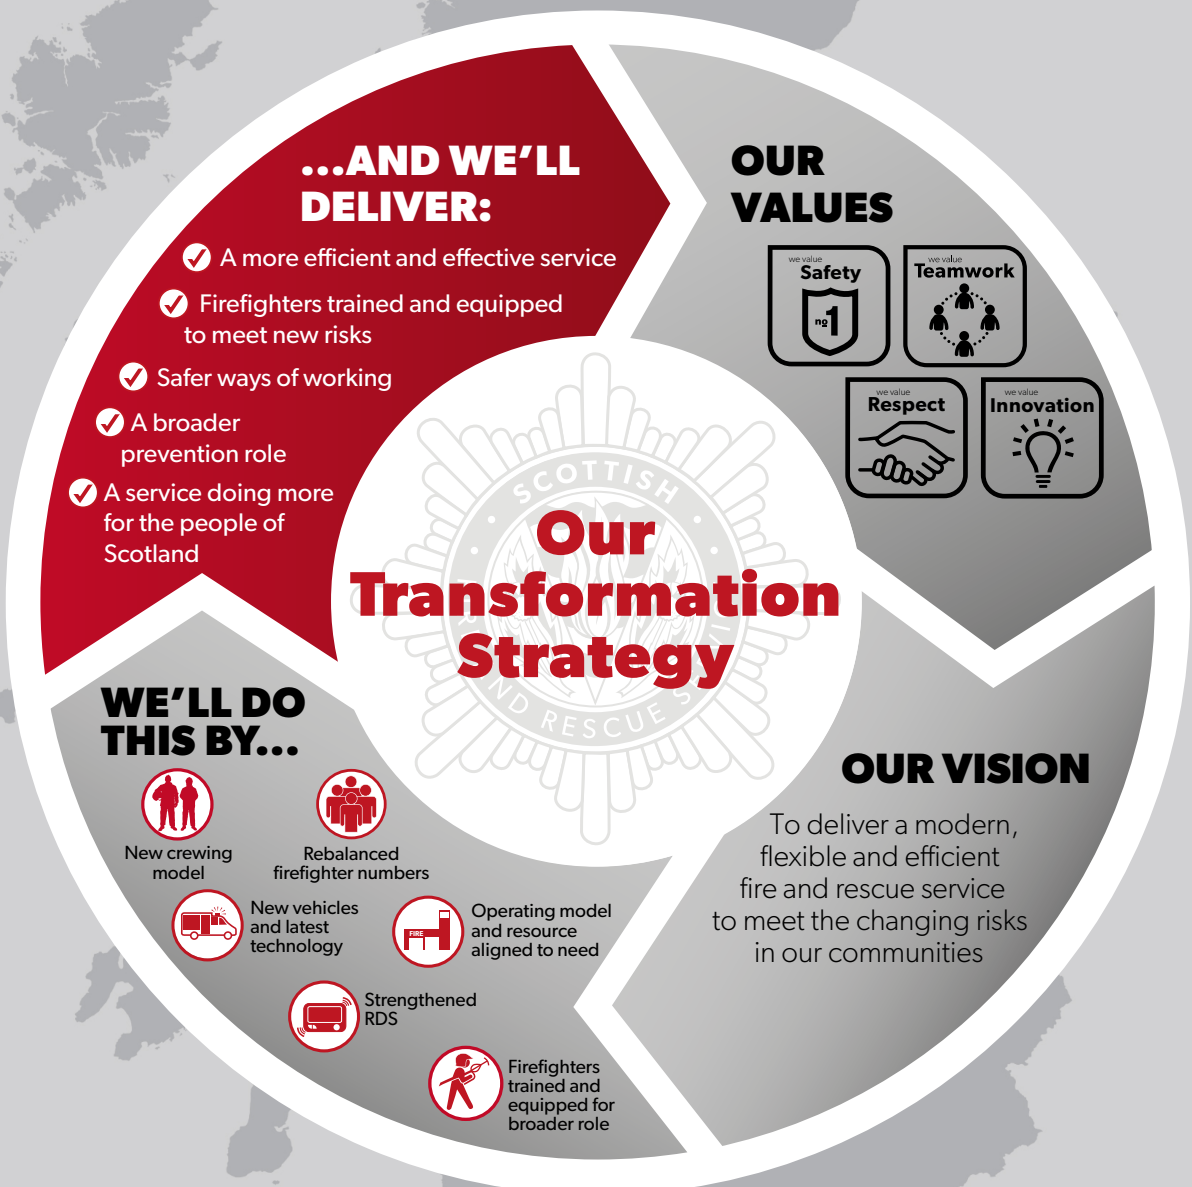 ...AND WE'LL
DELIVER:
A more efficient and effective service
Firefighters trained and equipped
to meet new risks
Safer ways of working
A broader
prevention role
A service doing more
for the people of
Scotland
OUR
VALUES
we value
Safety
nº1
we value
Teamwork
we value
Respect
we value
Innovation
SCOTTISH
Our
Transformation
Strategy
AND RESCUE
OUR VISION
To deliver a modern,
flexible and efficient
fire and rescue service
to meet the changing risks
in our communities
WE'LL DO
THIS BY...
New crewing
model
Rebalanced
firefighter numbers
New vehicles
and latest
technology
FIRE
Operating model
and resource
aligned to need
Strengthened
RDS
Firefighters
trained and
equipped for
broader role